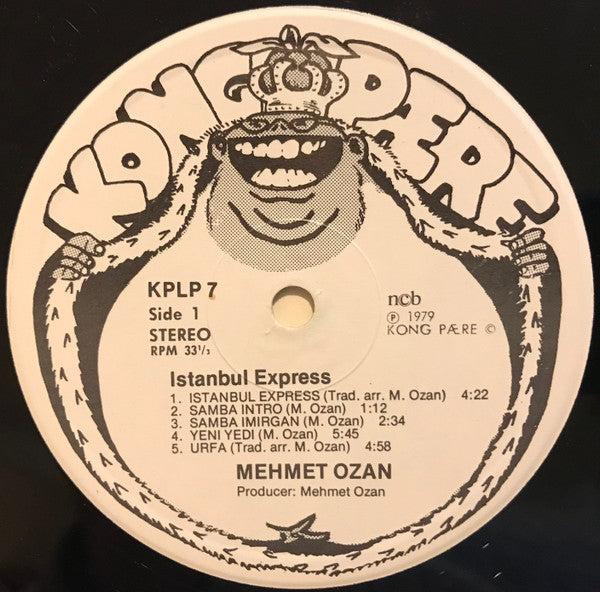 KONG PÆRE
KPLP 7
Side 1
STEREO
RPM 33 1/3
ncb
Ⓟ 1979
KONG PÆRE ©
Istanbul Express
1. ISTANBUL EXPRESS (Trad. arr. M. Ozan) 4:22
2. SAMBA INTRO (M. Ozan) 1:12
3. SAMBA IMIRGAN (M. Ozan) 2:34
4. YENI YEDI (M. Ozan) 5:45
5. URFA (Trad. arr. M. Ozan) 4:58
MEHMET OZAN
Producer: Mehmet Ozan